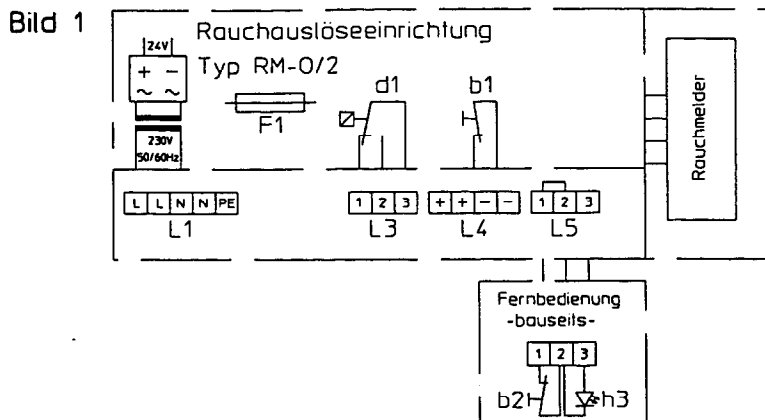 Bild 1
Rauchauslöseeinrichtung
Typ RM-O/2
24V
+ -
~ ~
230V
50/60Hz
F1
d1
b1
Rauchmelder
L L N N PE
L1
1 2 3
L3
+ + - -
L4
1 2 3
L5
Fernbedienung
-bauseits-
1 2 3
b2
h3